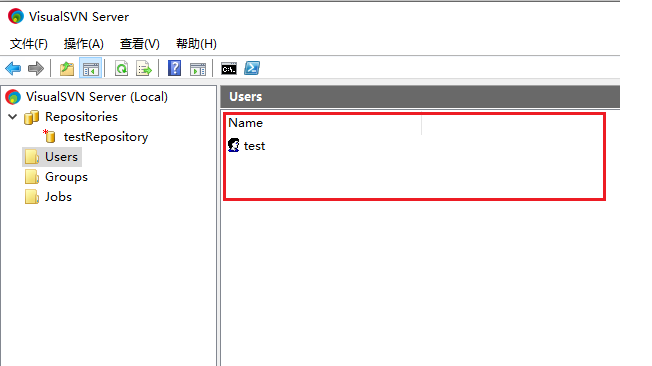 VisualSVN Server
文件(F) 操作(A) 查看(V) 帮助(H)
C:\.
VisualSVN Server (Local)
Repositories
testRepository
Users
Groups
Jobs
Users
Name
test